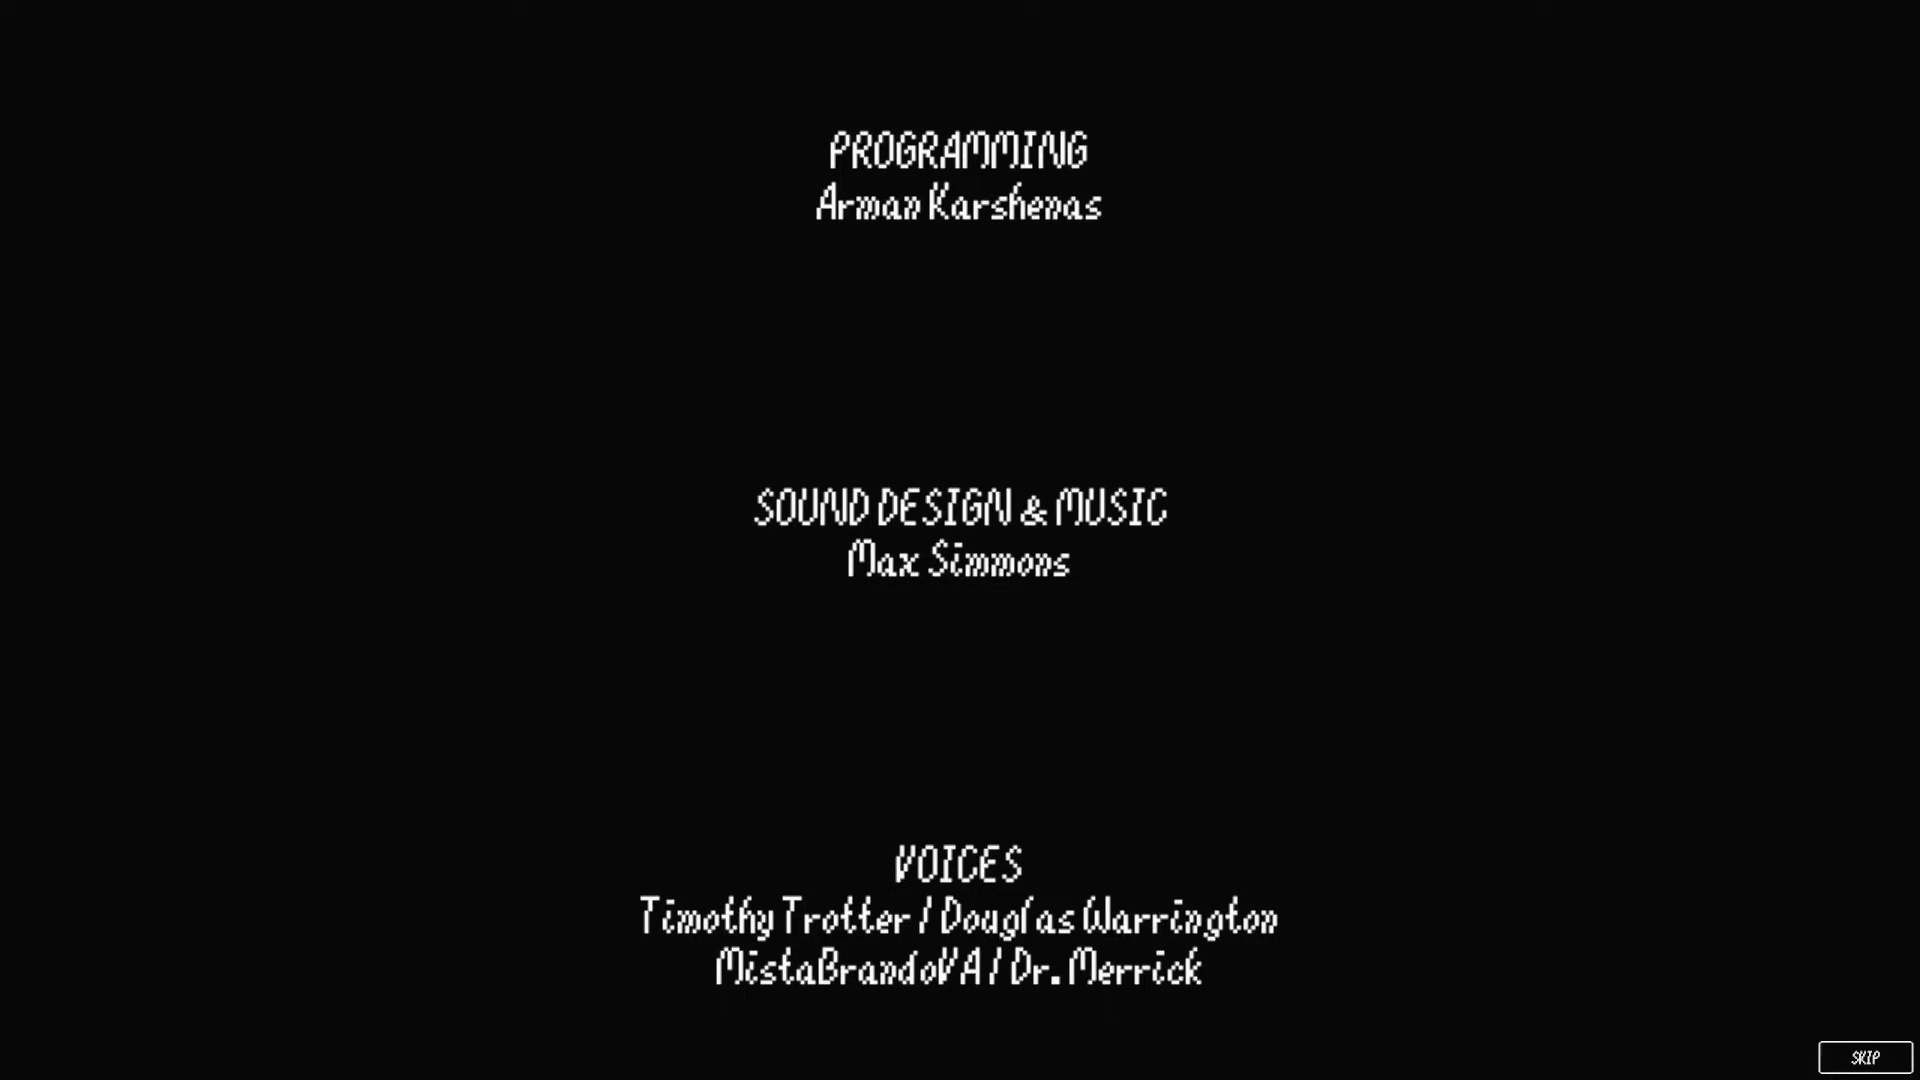 PROGRAMMING
Arman Karshenas
SOUND DESIGN & MUSIC
Max Simmons
VOICES
Timothy Trotter / Douglas Warrington
MistaBrandoVA / Dr. Merrick
SKIP